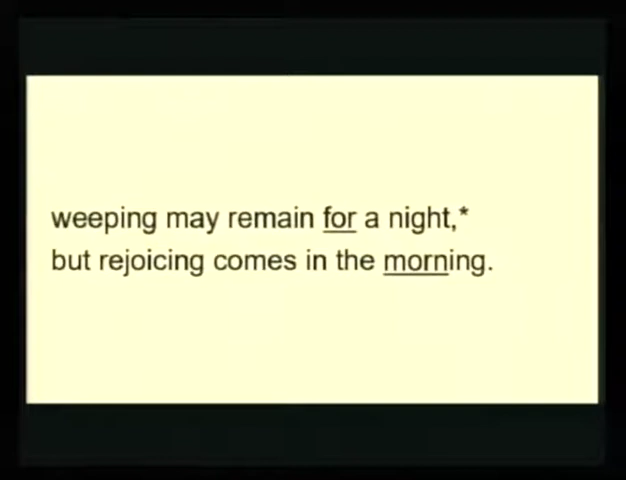 weeping may remain for a night,*
but rejoicing comes in the morning.